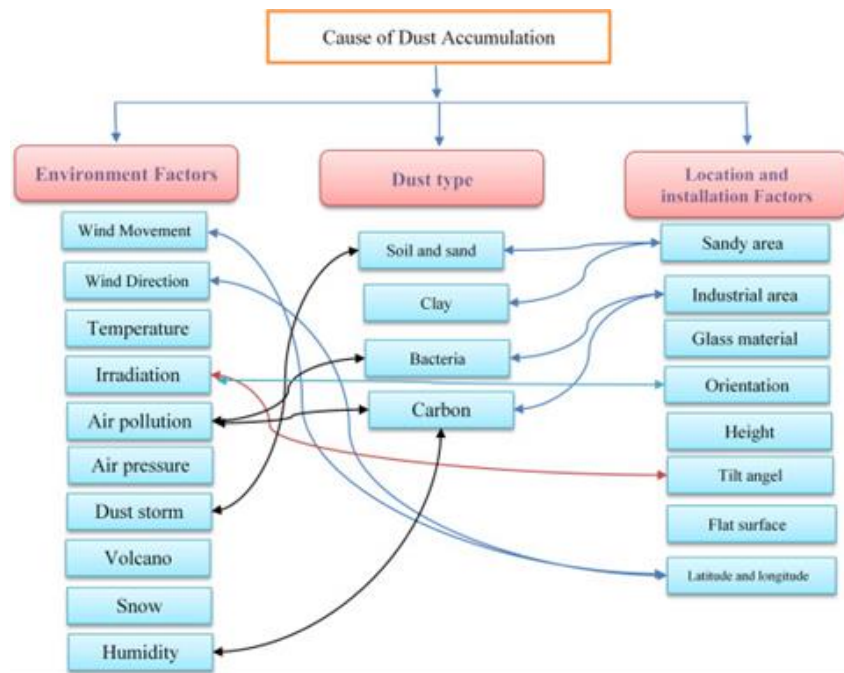 Cause of Dust Accumulation
Environment Factors
Wind Movement
Wind Direction
Temperature
Irradiation
Air pollution
Air pressure
Dust storm
Volcano
Snow
Humidity
Dust type
Soil and sand
Clay
Bacteria
Carbon
Location and
installation Factors
Sandy area
Industrial area
Glass material
Orientation
Height
Tilt angel
Flat surface
Latitude and longitude